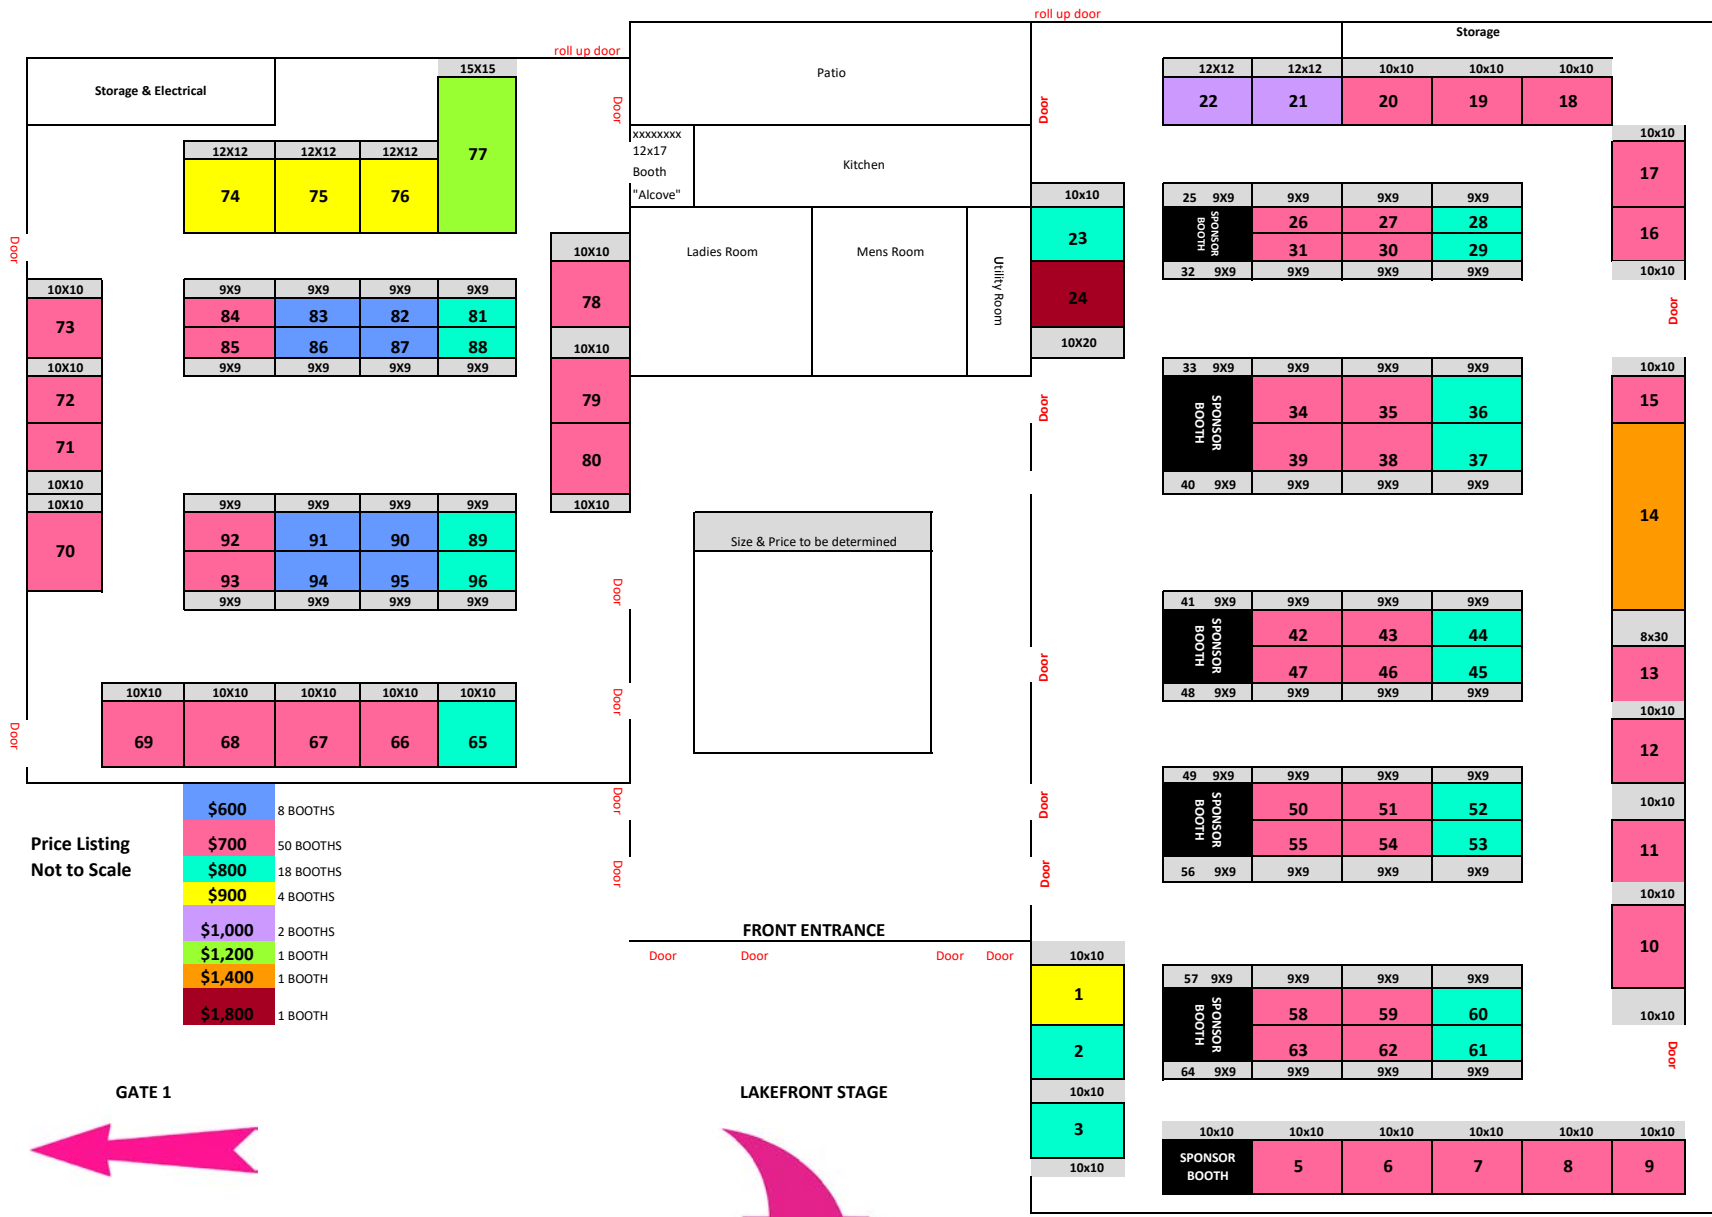 roll up door
Storage
roll up door
15X15
Patio
12X12 12x12 10x10 10x10 10x10
Storage & Electrical
Door
Door
22 21 20 19 18
10x10
xxxxxxxx
12x17
Booth
"Alcove"
Kitchen
12X12 12X12 12X12
77
74 75 76
17
10x10
25 9X9 9X9 9X9 9X9
SPONSOR
BOOTH
26 27 28
31 30 29
32 9X9 9X9 9X9 9X9
16
10x10
23
24
10X20
Ladies Room
Mens Room
Utility Room
Door
10X10
78
10X10
79
80
10X10
Door
10X10
73
10X10
72
71
10X10
10X10
70
9X9 9X9 9X9 9X9
84 83 82 81
85 86 87 88
9X9 9X9 9X9 9X9
Door
33 9X9 9X9 9X9 9X9
SPONSOR
BOOTH
34 35 36
39 38 37
40 9X9 9X9 9X9 9X9
10x10
15
14
8x30
9X9 9X9 9X9 9X9
92 91 90 89
93 94 95 96
9X9 9X9 9X9 9X9
Size & Price to be determined
Door
41 9X9 9X9 9X9 9X9
SPONSOR
BOOTH
42 43 44
47 46 45
48 9X9 9X9 9X9 9X9
13
10x10
12
10x10
Door
Door
Door
10X10 10X10 10X10 10X10 10X10
69 68 67 66 65
Door
Door
49 9X9 9X9 9X9 9X9
SPONSOR
BOOTH
50 51 52
55 54 53
56 9X9 9X9 9X9 9X9
11
10x10
10
10x10
Price Listing
Not to Scale
$600 8 BOOTHS
$700 50 BOOTHS
$800 18 BOOTHS
$900 4 BOOTHS
$1,000 2 BOOTHS
$1,200 1 BOOTH
$1,400 1 BOOTH
$1,800 1 BOOTH
Door
Door
FRONT ENTRANCE
Door Door Door Door
10x10
1
2
10x10
3
10x10
57 9X9 9X9 9X9 9X9
SPONSOR
BOOTH
58 59 60
63 62 61
64 9X9 9X9 9X9 9X9
Door
GATE 1
LAKEFRONT STAGE
10x10 10x10 10x10 10x10 10x10 10x10
SPONSOR
BOOTH
5 6 7 8 9